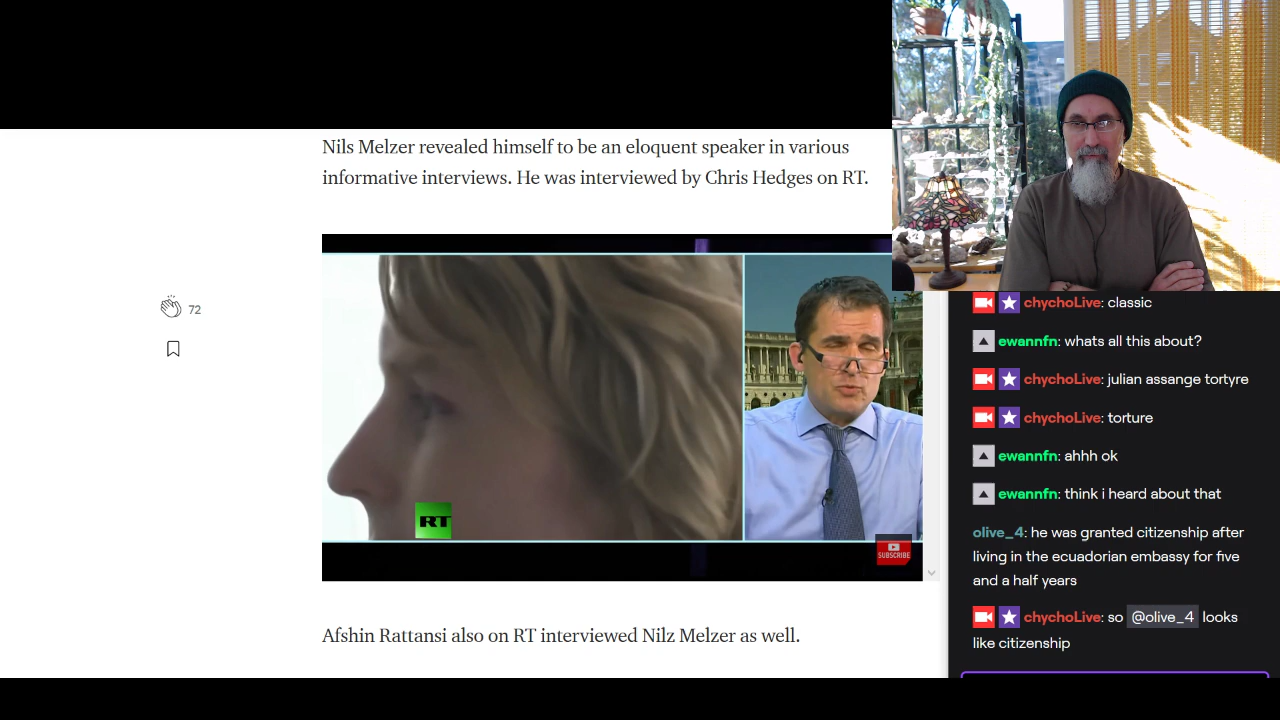 Nils Melzer revealed himself to be an eloquent speaker in various
informative interviews. He was interviewed by Chris Hedges on RT.
72
RT
SUBSCRIBE
Afshin Rattansi also on RT interviewed Nilz Melzer as well.
chychoLive: classic
ewannfn: whats all this about?
chychoLive: julian assange tortyre
chychoLive: torture
ewannfn: ahhh ok
ewannfn: think i heard about that
olive_4: he was granted citizenship after
living in the ecuadorian embassy for five
and a half years
chychoLive: so @olive_4 looks
like citizenship